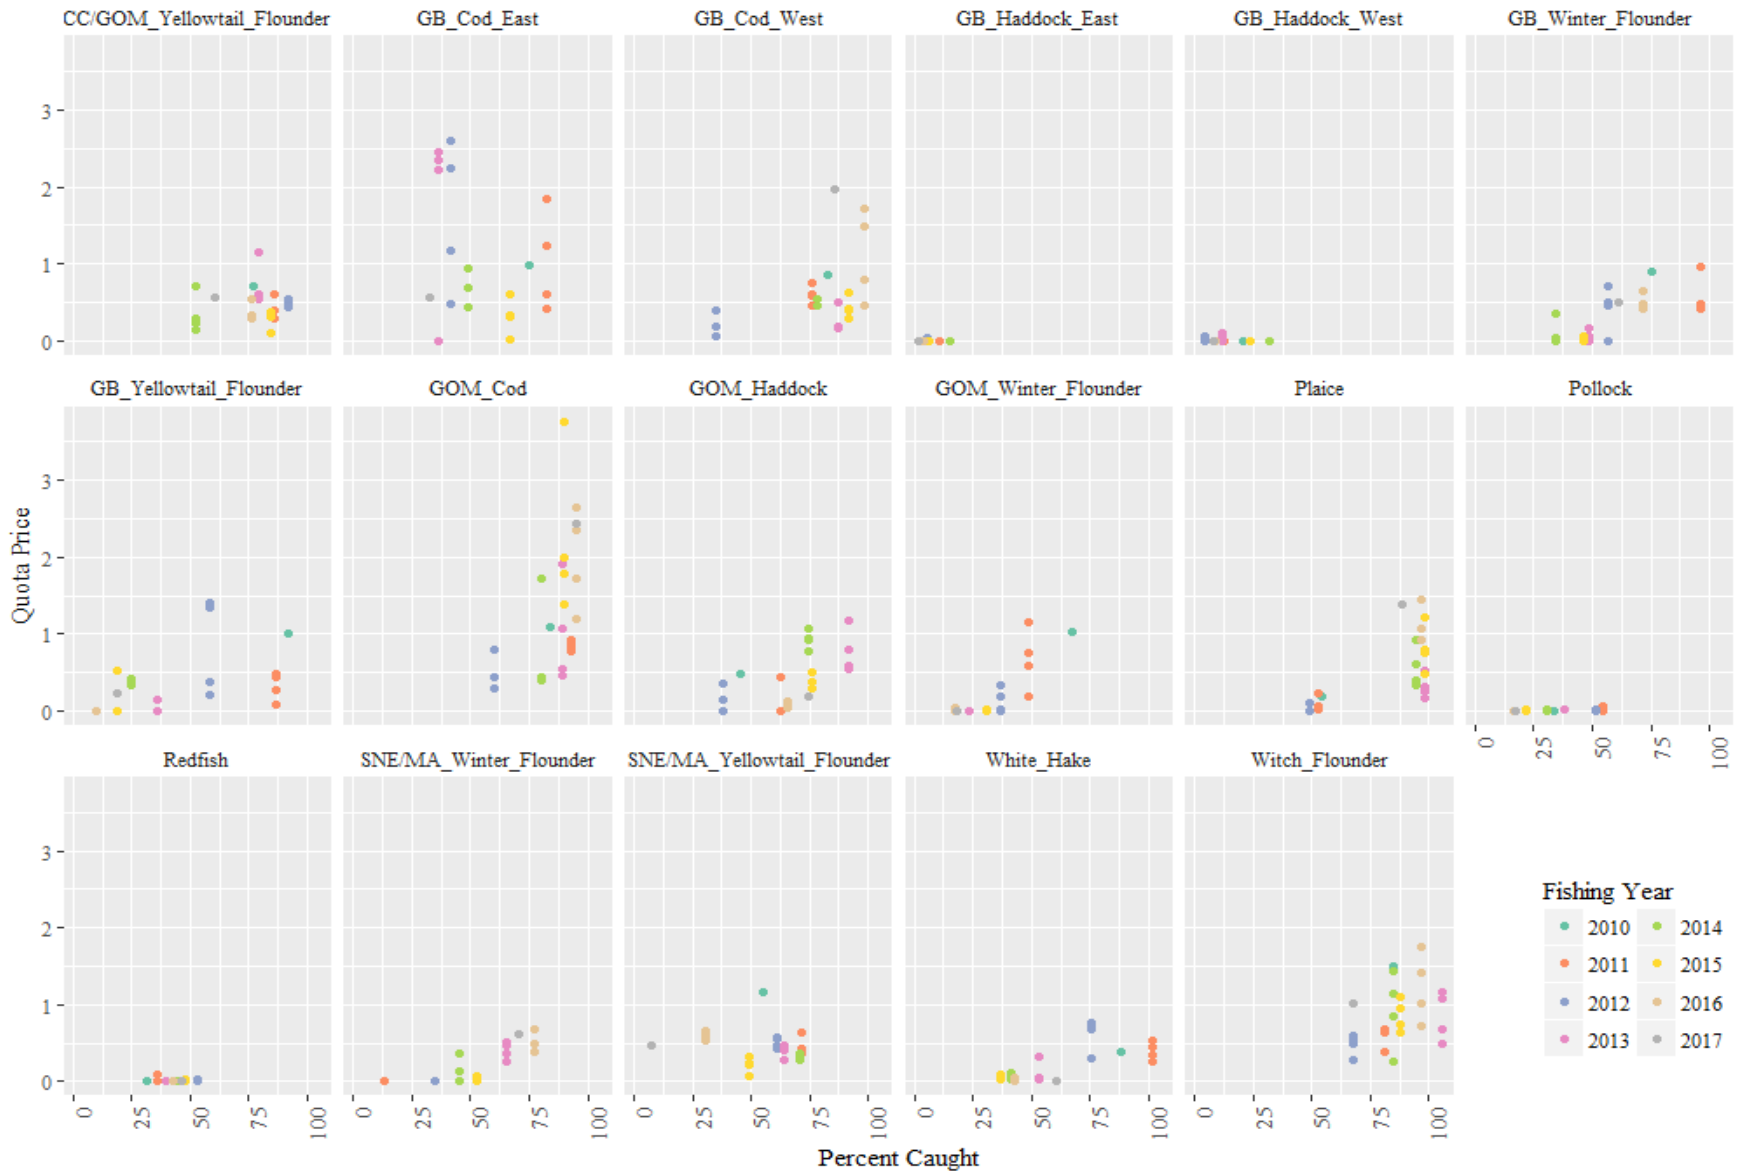 CC/GOM_Yellowtail_Flounder GB_Cod_East GB_Cod_West GB_Haddock_East GB_Haddock_West GB_Winter_Flounder
3
2
1
0
GB_Yellowtail_Flounder GOM_Cod GOM_Haddock GOM_Winter_Flounder Plaice Pollock
Quota Price
3
2
1
0
0 25 50 75 100
Redfish SNE/MA_Winter_Flounder SNE/MA_Yellowtail_Flounder White_Hake Witch_Flounder
3
2
1
0
0 25 50 75 100 0 25 50 75 100 0 25 50 75 100 0 25 50 75 100 0 25 50 75 100
Percent Caught
Fishing Year
2010 2014
2011 2015
2012 2016
2013 2017